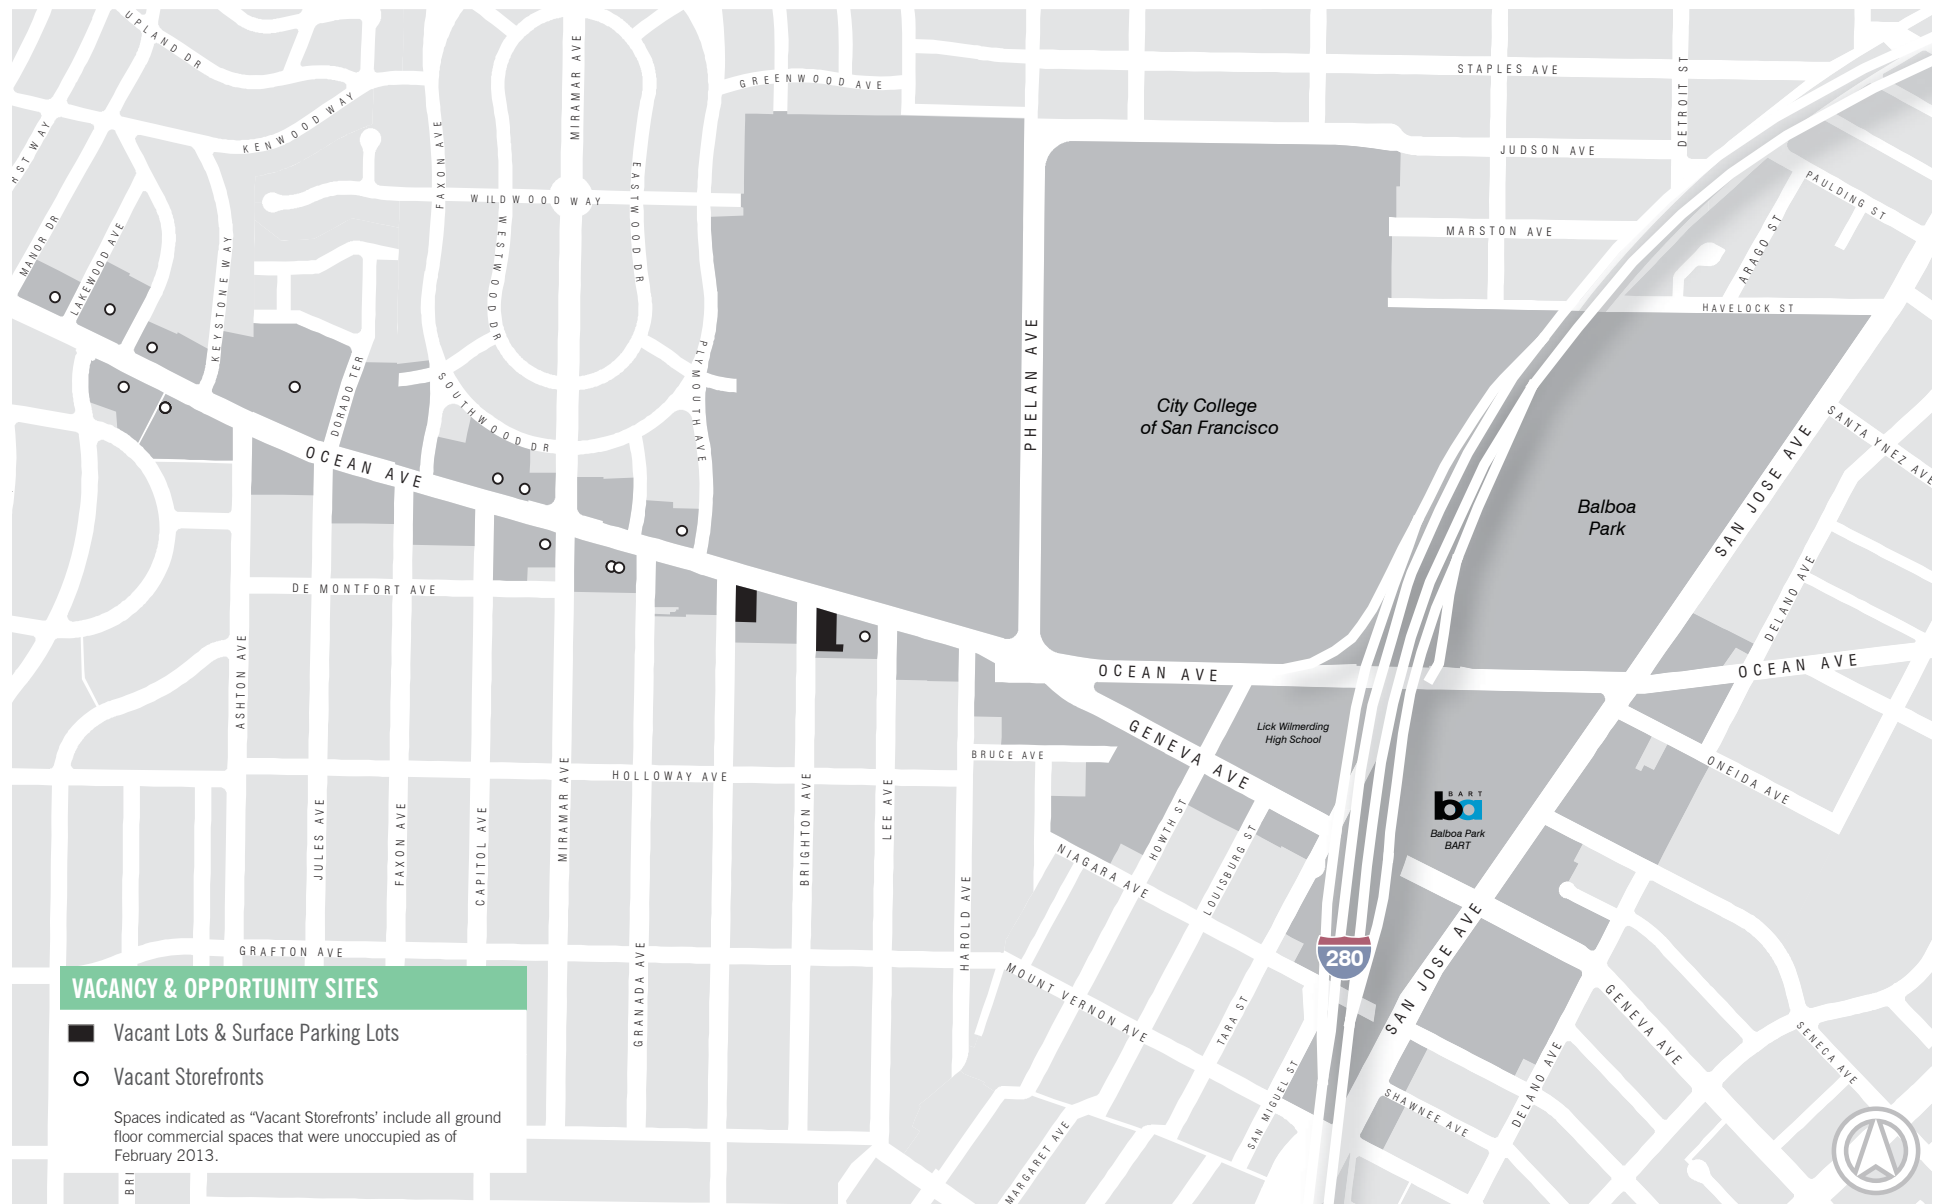 UPLAND DR
MIRAMAR AVE
GREENWOOD AVE
STAPLES AVE
DETROIT ST
KENWOOD WAY
FAXON AVE
JUDSON AVE
RST WAY
EASTWOOD DR
PAULDING ST
WILDWOOD WAY
MANOR DR
LAKEWOOD AVE
KEYSTONE WAY
WESTWOOD DR
MARSTON AVE
ARAGO ST
HAVELOCK ST
PHELAN AVE
PLYMOUTH AVE
DORADO TER
SOUTHWOOD DR
City College
of San Francisco
SANTA YNEZ AVE
OCEAN AVE
SAN JOSE AVE
Balboa
Park
DE MONTFORT AVE
DELANO AVE
ASHTON AVE
OCEAN AVE
OCEAN AVE
GENEVA AVE
Lick Wilmerding
High School
BRUCE AVE
HOLLOWAY AVE
ONEIDA AVE
JULES AVE
FAXON AVE
CAPITOL AVE
MIRAMAR AVE
BRIGHTON AVE
LEE AVE
HOWTH ST
LOUISBURG ST
BART
ba
Balboa Park
BART
NIAGARA AVE
HAROLD AVE
GRAFTON AVE
GRANADA AVE
280
SAN JOSE AVE
MOUNT VERNON AVE
TARA ST
GENEVA AVE
SENECA AVE
SAN MIGUEL ST
DELANO AVE
SHAWNEE AVE
MARGARET AVE
VACANCY & OPPORTUNITY SITES
Vacant Lots & Surface Parking Lots
Vacant Storefronts
Spaces indicated as “Vacant Storefronts’ include all ground
floor commercial spaces that were unoccupied as of
February 2013.
BRI